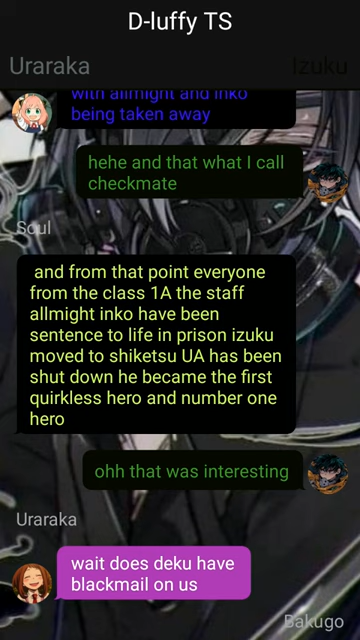 D-luffy TS
Uraraka
Izuku
with allmight and inko
being taken away
hehe and that what I call
checkmate
Soul
and from that point everyone
from the class 1A the staff
allmight inko have been
sentence to life in prison izuku
moved to shiketsu UA has been
shut down he became the first
quirkless hero and number one
hero
ohh that was interesting
Uraraka
wait does deku have
blackmail on us
Bakugo